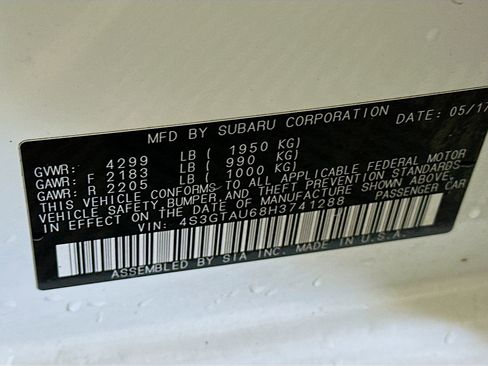 MFD BY SUBARU CORPORATION DATE: 05/17
GVWR: 4299 LB ( 1950 KG)
GAWR: F 2183 LB ( 990 KG)
GAWR: R 2205 LB ( 1000 KG)
THIS VEHICLE CONFORMS TO ALL APPLICABLE FEDERAL MOTOR
VEHICLE SAFETY, BUMPER, AND THEFT PREVENTION STANDARDS
IN EFFECT ON THE DATE OF MANUFACTURE SHOWN ABOVE.
VIN: 4S3GTAU68H3741288 PASSENGER CAR
ASSEMBLED BY SIA INC. MADE IN U.S.A.